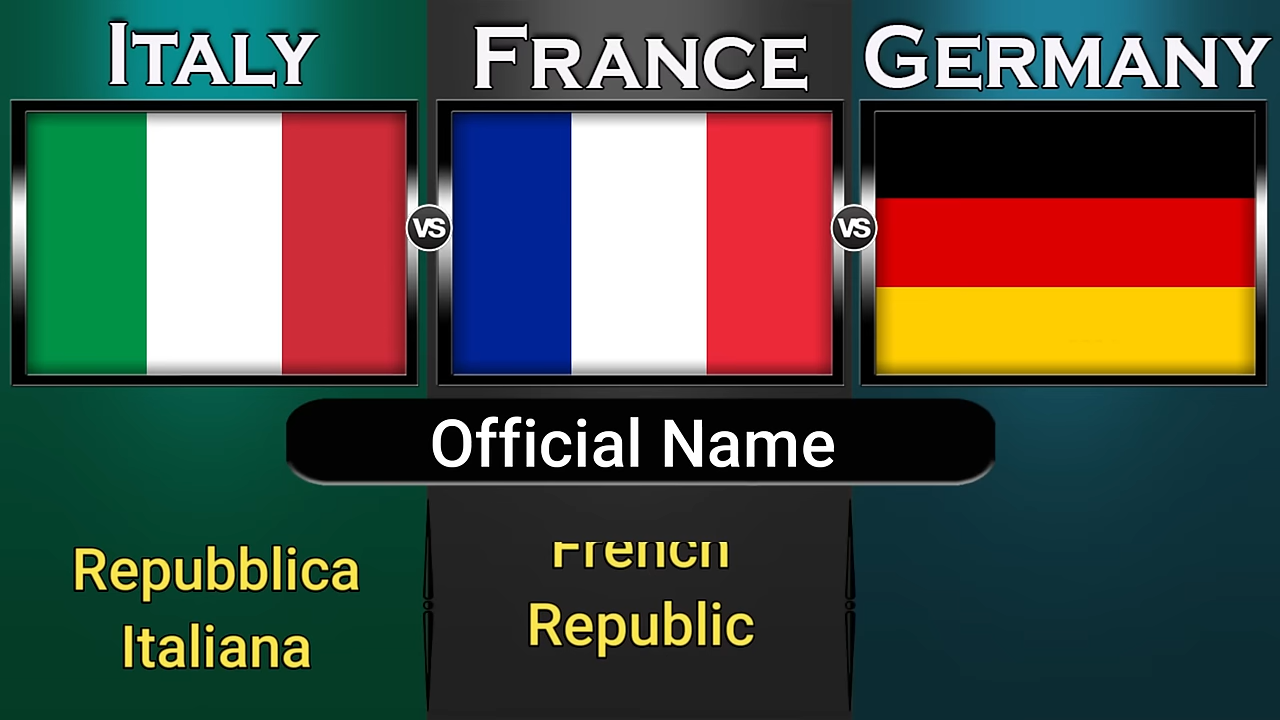 ITALY
FRANCE
GERMANY
VS
VS
Official Name
Repubblica
Italiana
French
Republic